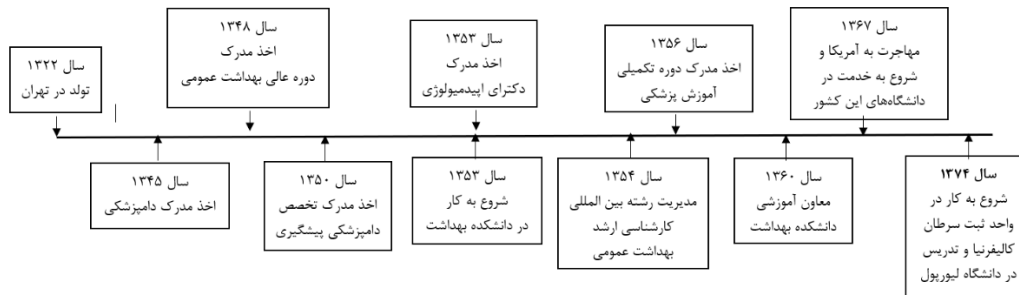 سال ۱۳۲۲
تولد در تهران
سال ۱۳۴۸
اخذ مدرک
دوره عالی بهداشت عمومی
سال ۱۳۵۳
اخذ مدرک
دکترای اپیدمیولوژی
سال ۱۳۵۶
اخذ مدرک دوره تکمیلی
آموزش پزشکی
سال ۱۳۶۷
مهاجرت به آمریکا و
شروع به خدمت در
دانشگاه‌های این کشور
سال ۱۳۴۵
اخذ مدرک دامپزشکی
سال ۱۳۵۰
اخذ مدرک تخصص
دامپزشکی پیشگیری
سال ۱۳۵۳
شروع به کار
در دانشکده بهداشت
سال ۱۳۵۴
مدیریت رشته بین المللی
کارشناسی ارشد
بهداشت عمومی
سال ۱۳۶۰
معاون آموزشی
دانشکده بهداشت
سال ۱۳۷۴
شروع به کار در
واحد ثبت سرطان
کالیفرنیا و تدریس
در دانشگاه لیورپول